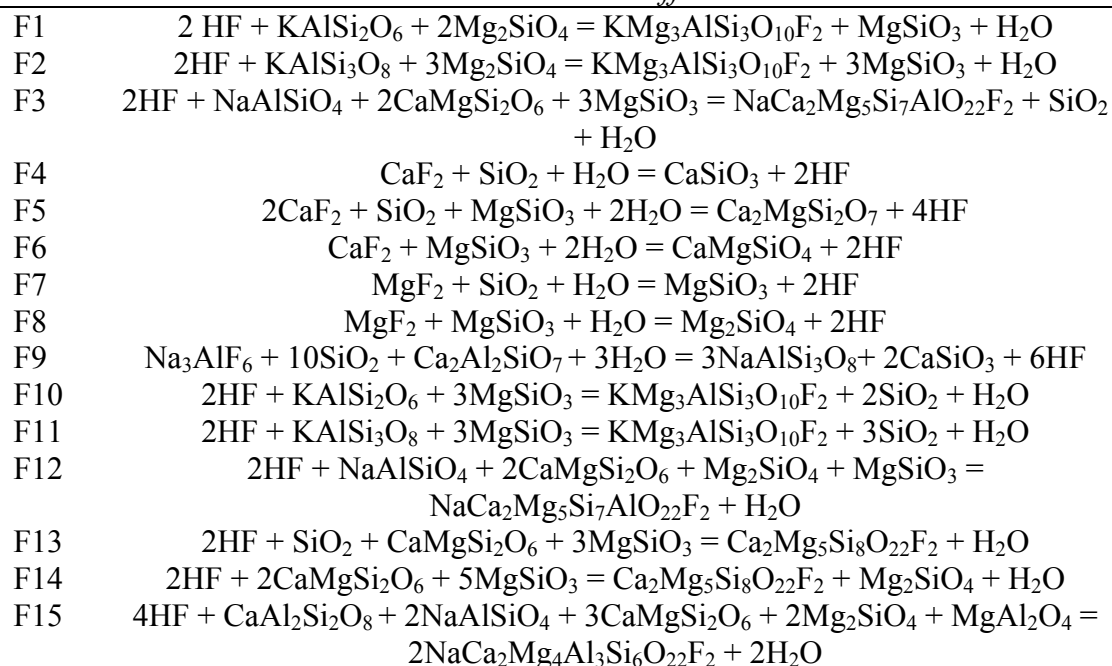 F1 2 HF + KAlSi₂O₆ + 2Mg₂SiO₄ = KMg₃AlSi₃O₁₀F₂ + MgSiO₃ + H₂O
F2 2HF + KAlSi₃O₈ + 3Mg₂SiO₄ = KMg₃AlSi₃O₁₀F₂ + 3MgSiO₃ + H₂O
F3 2HF + NaAlSiO₄ + 2CaMgSi₂O₆ + 3MgSiO₃ = NaCa₂Mg₅Si₇AlO₂₂F₂ + SiO₂
+ H₂O
F4 CaF₂ + SiO₂ + H₂O = CaSiO₃ + 2HF
F5 2CaF₂ + SiO₂ + MgSiO₃ + 2H₂O = Ca₂MgSi₂O₇ + 4HF
F6 CaF₂ + MgSiO₃ + 2H₂O = CaMgSiO₄ + 2HF
F7 MgF₂ + SiO₂ + H₂O = MgSiO₃ + 2HF
F8 MgF₂ + MgSiO₃ + H₂O = Mg₂SiO₄ + 2HF
F9 Na₃AlF₆ + 10SiO₂ + Ca₂Al₂SiO₇ + 3H₂O = 3NaAlSi₃O₈+ 2CaSiO₃ + 6HF
F10 2HF + KAlSi₂O₆ + 3MgSiO₃ = KMg₃AlSi₃O₁₀F₂ + 2SiO₂ + H₂O
F11 2HF + KAlSi₃O₈ + 3MgSiO₃ = KMg₃AlSi₃O₁₀F₂ + 3SiO₂ + H₂O
F12 2HF + NaAlSiO₄ + 2CaMgSi₂O₆ + Mg₂SiO₄ + MgSiO₃ =
NaCa₂Mg₅Si₇AlO₂₂F₂ + H₂O
F13 2HF + SiO₂ + CaMgSi₂O₆ + 3MgSiO₃ = Ca₂Mg₅Si₈O₂₂F₂ + H₂O
F14 2HF + 2CaMgSi₂O₆ + 5MgSiO₃ = Ca₂Mg₅Si₈O₂₂F₂ + Mg₂SiO₄ + H₂O
F15 4HF + CaAl₂Si₂O₈ + 2NaAlSiO₄ + 3CaMgSi₂O₆ + 2Mg₂SiO₄ + MgAl₂O₄ =
2NaCa₂Mg₄Al₃Si₆O₂₂F₂ + 2H₂O